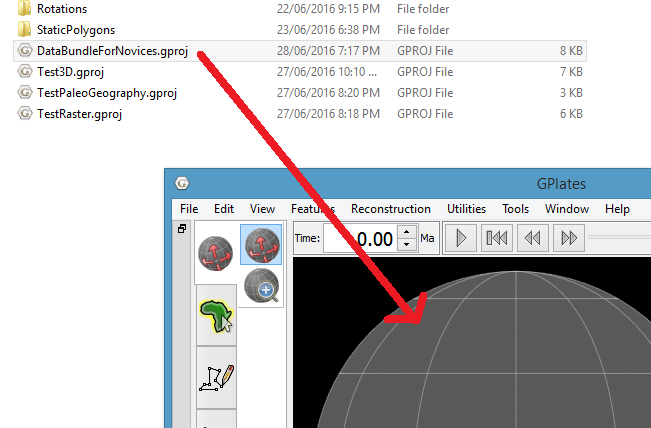 Rotations 22/06/2016 9:15 PM File folder
StaticPolygons 23/06/2016 6:38 PM File folder
DataBundleForNovices.gproj 28/06/2016 7:17 PM GPROJ File 8 KB
Test3D.gproj 27/06/2016 10:10 ... GPROJ File 7 KB
TestPaleoGeography.gproj 27/06/2016 8:20 PM GPROJ File 3 KB
TestRaster.gproj 27/06/2016 8:18 PM GPROJ File 6 KB
G GPlates
File Edit View Features Reconstruction Utilities Tools Window Help
Time: 0.00 Ma